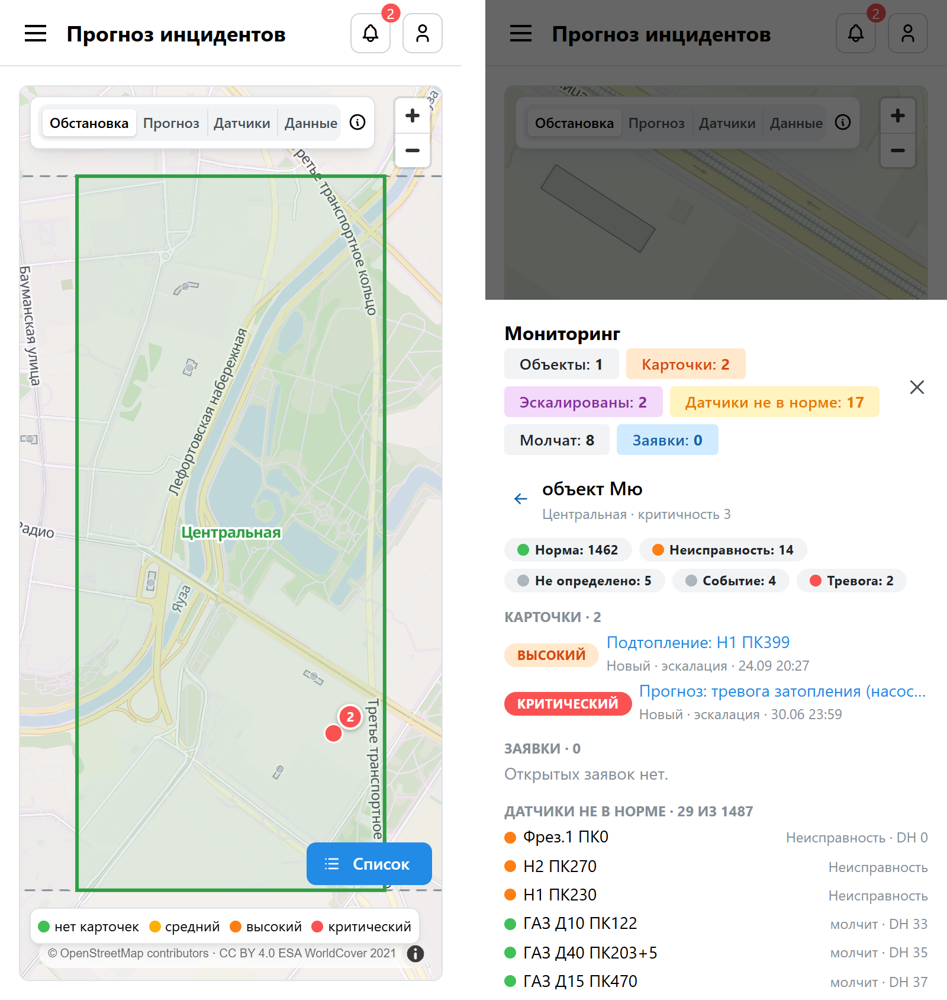 Прогноз инцидентов
2
Обстановка
Прогноз
Датчики
Данные
+
−
Яуза
Третье транспортное кольцо
Бауманская улица
Лефортовская набережная
Радио
Центральная
Яуза
2
Третье транспортное
Список
нет карточек
средний
высокий
критический
© OpenStreetMap contributors · CC BY 4.0 ESA WorldCover 2021
Прогноз инцидентов
2
Обстановка
Прогноз
Датчики
Данные
+
−
Мониторинг
Объекты: 1
Карточки: 2
Эскалированы: 2
Датчики не в норме: 17
Молчат: 8
Заявки: 0
объект Мю
Центральная · критичность 3
Норма: 1462
Неисправность: 14
Не определено: 5
Событие: 4
Тревога: 2
КАРТОЧКИ · 2
ВЫСОКИЙ
Подтопление: Н1 ПК399
Новый · эскалация · 24.09 20:27
КРИТИЧЕСКИЙ
Прогноз: тревога затопления (насос...
Новый · эскалация · 30.06 23:59
ЗАЯВКИ · 0
Открытых заявок нет.
ДАТЧИКИ НЕ В НОРМЕ · 29 ИЗ 1487
Фрез.1 ПК0
Неисправность · DH 0
Н2 ПК270
Неисправность
Н1 ПК230
Неисправность
ГАЗ Д10 ПК122
молчит · DH 33
ГАЗ Д40 ПК203+5
молчит · DH 35
ГАЗ Д15 ПК470
молчит · DH 37